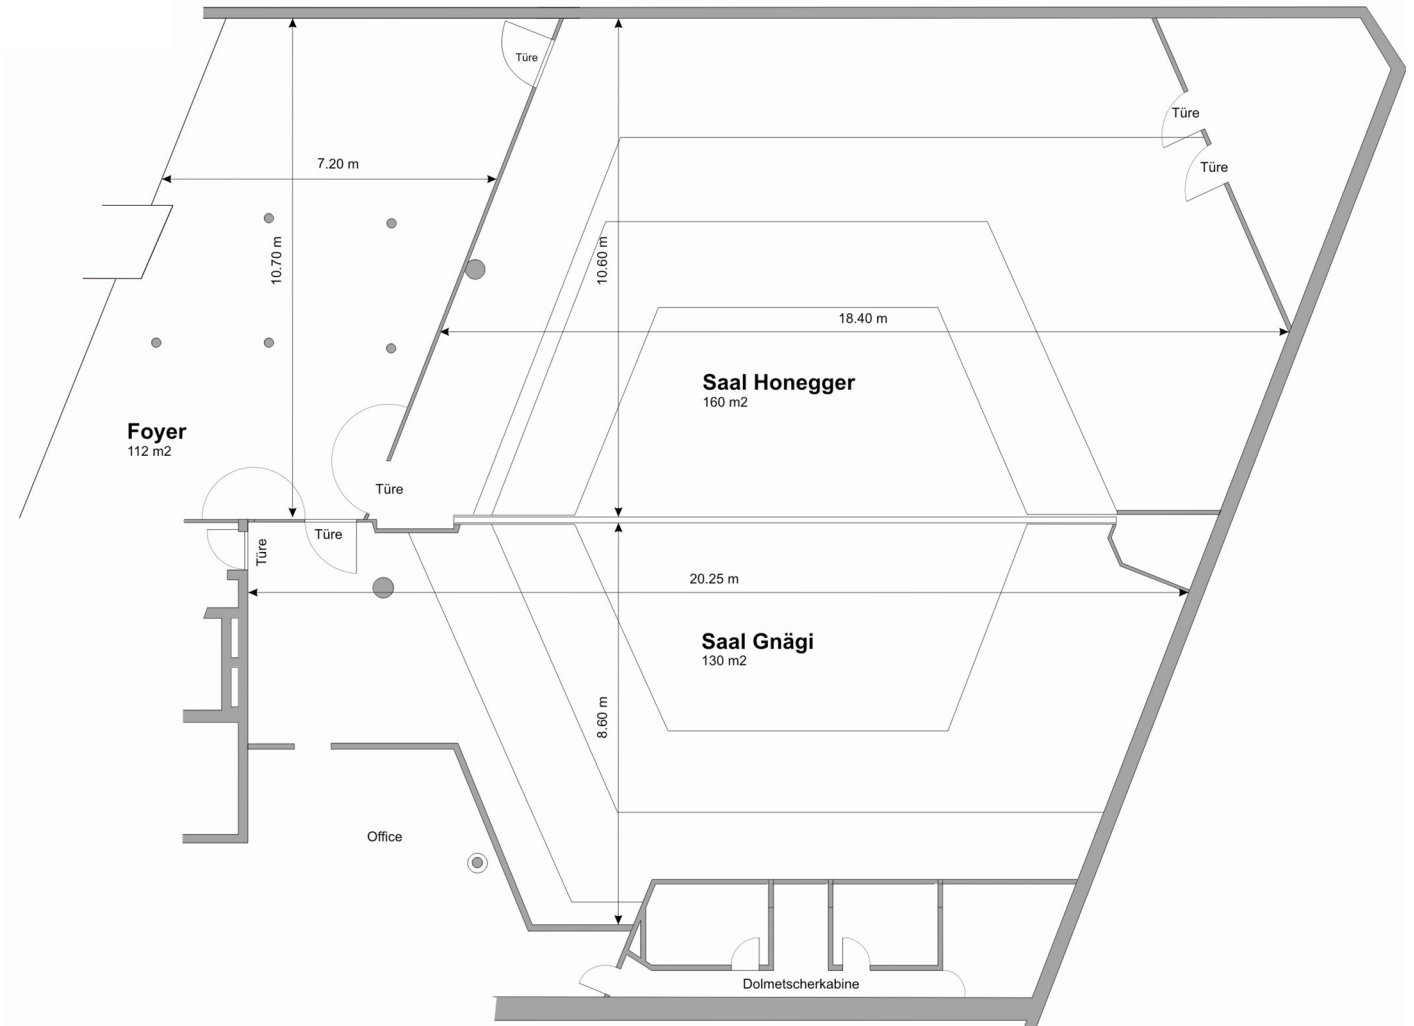 Türe
Türe
7.20 m
Türe
10.70 m
10.60 m
18.40 m
Saal Honegger
160 m2
Foyer
112 m2
Türe
Türe
Türe
20.25 m
Saal Gnägi
130 m2
8.60 m
Office
Dolmetscherkabine